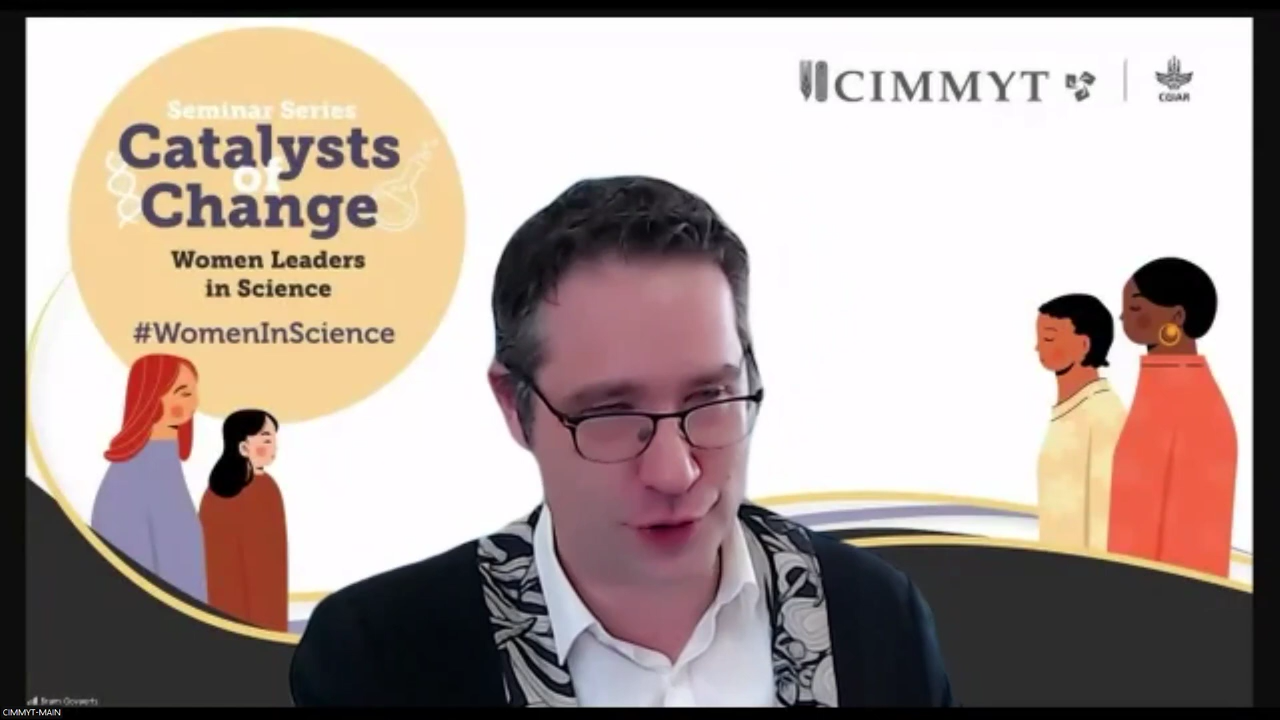 Seminar Series
Catalysts
of
Change
Women Leaders
in Science
#WomenInScience
CIMMYT
CGIAR
Bram Govaerts
CIMMYT-MAIN